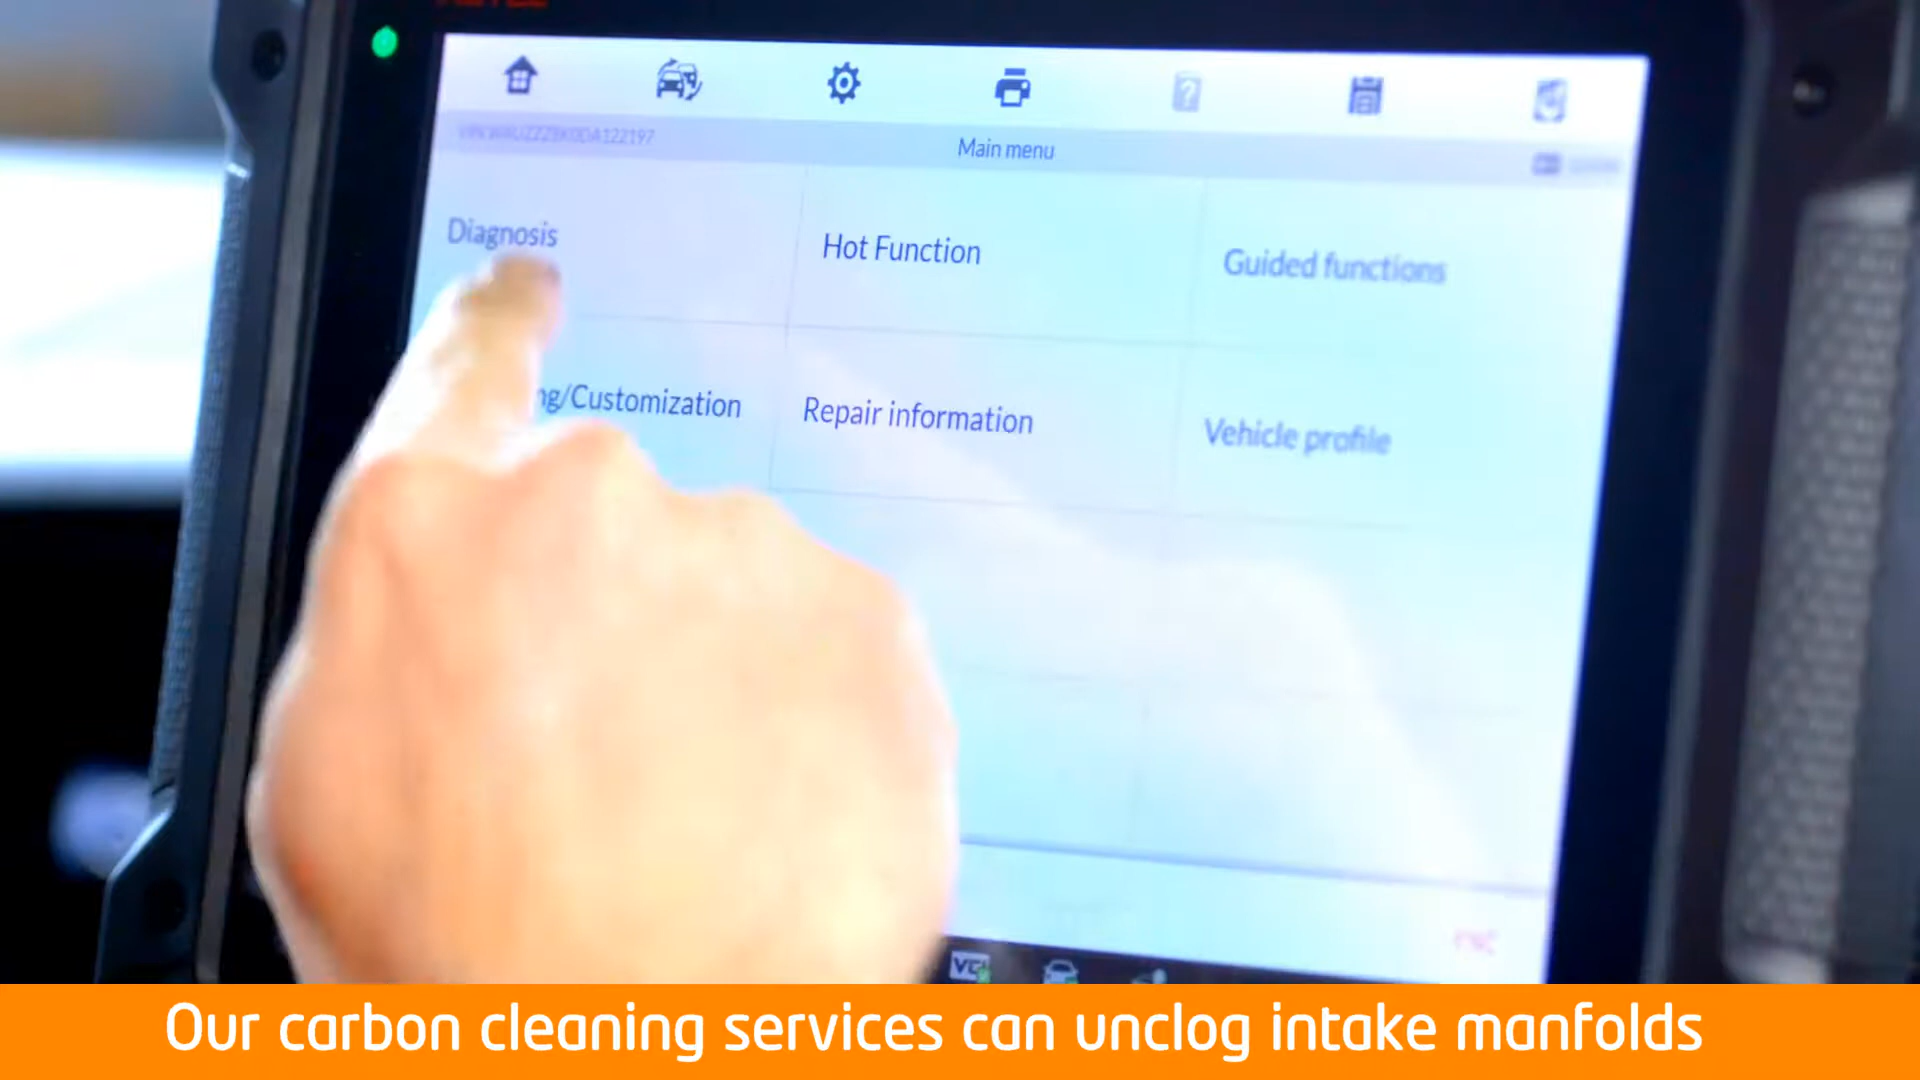 Main menu
Diagnosis
Hot Function
Guided functions
ng/Customization
Repair information
Vehicle profile
VCI
Our carbon cleaning services can unclog intake manfolds